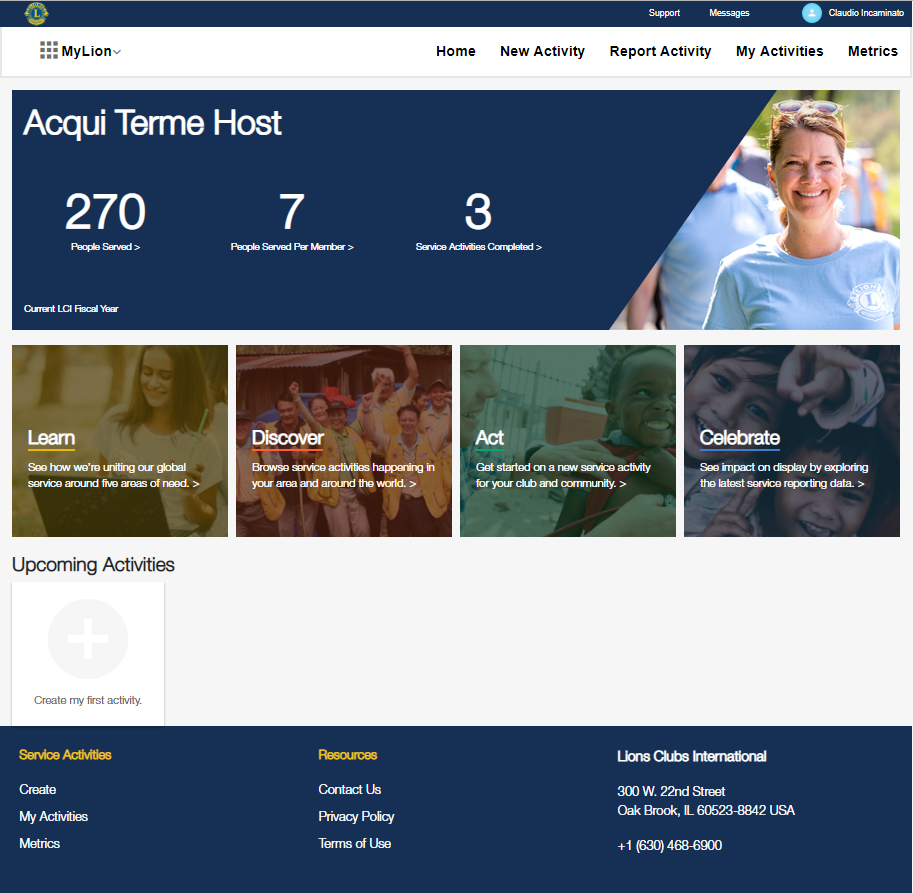 Support Messages Claudio Incaminato
MyLion
Home New Activity Report Activity My Activities Metrics
Acqui Terme Host
270 7 3
People Served > People Served Per Member > Service Activities Completed >
Current LCI Fiscal Year
Learn
See how we're uniting our global
service around five areas of need. >
Discover
Browse service activities happening in
your area and around the world. >
Act
Get started on a new service activity
for your club and community. >
Celebrate
See impact on display by exploring
the latest service reporting data. >
Upcoming Activities
Create my first activity.
Service Activities
Create
My Activities
Metrics
Resources
Contact Us
Privacy Policy
Terms of Use
Lions Clubs International
300 W. 22nd Street
Oak Brook, IL 60523-8842 USA
+1 (630) 468-6900